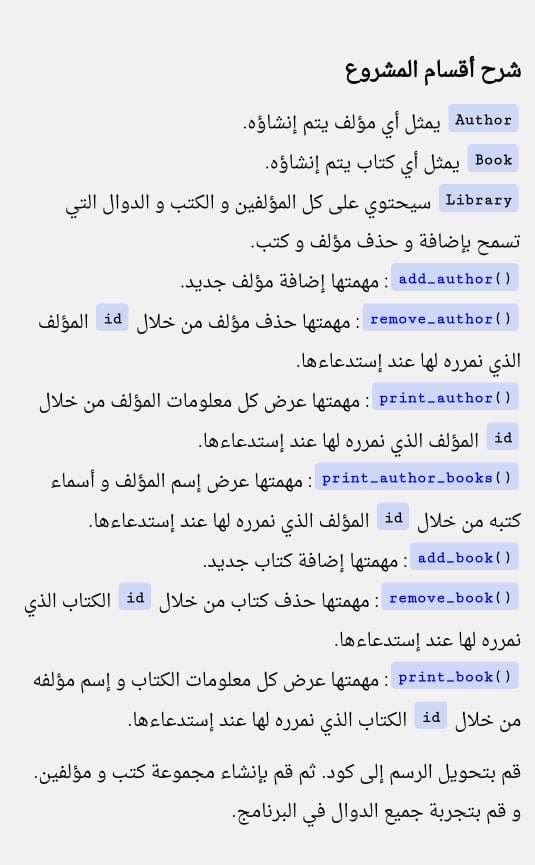 شرح أقسام المشروع
Author يمثل أي مؤلف يتم إنشاؤه.
Book يمثل أي كتاب يتم إنشاؤه.
Library سيحتوي على كل المؤلفين و الكتب و الدوال التي
تسمح بإضافة و حذف مؤلف و كتب.
add_author() : مهمتها إضافة مؤلف جديد.
remove_author() : مهمتها حذف مؤلف من خلال id المؤلف
الذي نمرره لها عند إستدعاءها.
print_author() : مهمتها عرض كل معلومات المؤلف من خلال
id المؤلف الذي نمرره لها عند إستدعاءها.
print_author_books() : مهمتها عرض إسم المؤلف و أسماء
كتبه من خلال id المؤلف الذي نمرره لها عند إستدعاءها.
add_book() : مهمتها إضافة كتاب جديد.
remove_book() : مهمتها حذف كتاب من خلال id الكتاب الذي
نمرره لها عند إستدعاءها.
print_book() : مهمتها عرض كل معلومات الكتاب و إسم مؤلفه
من خلال id الكتاب الذي نمرره لها عند إستدعاءها.
قم بتحويل الرسم إلى كود. ثم قم بإنشاء مجموعة كتب و مؤلفين.
و قم بتجربة جميع الدوال في البرنامج.